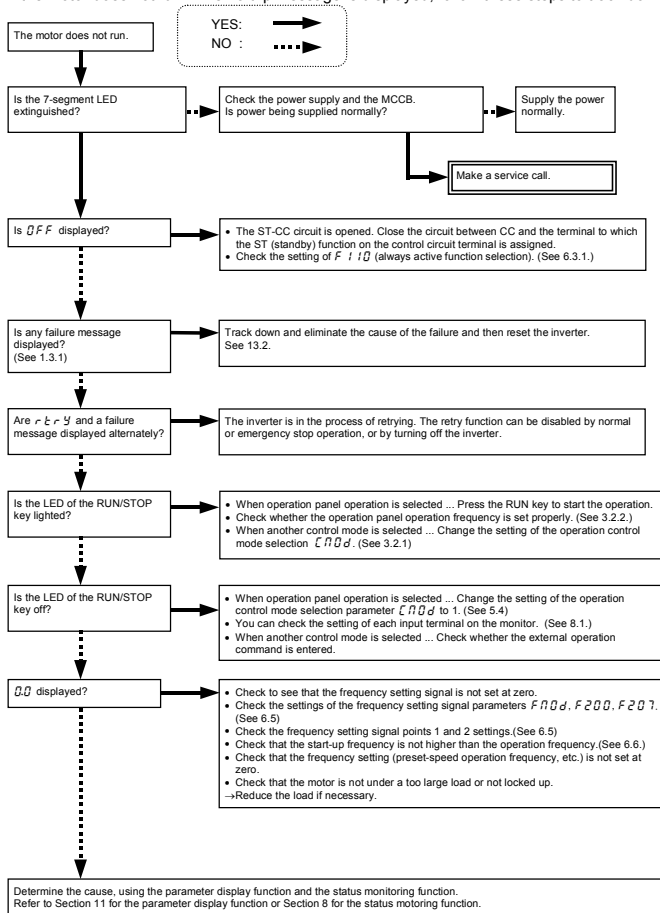 YES:
NO :
The motor does not run.
Is the 7-segment LED
extinguished?
Check the power supply and the MCCB.
Is power being supplied normally?
Supply the power
normally.
Make a service call.
Is OFF displayed?
• The ST-CC circuit is opened. Close the circuit between CC and the terminal to which
the ST (standby) function on the control circuit terminal is assigned.
• Check the setting of F 110 (always active function selection). (See 6.3.1.)
Is any failure message
displayed?
(See 1.3.1)
Track down and eliminate the cause of the failure and then reset the inverter.
See 13.2.
Are rtry and a failure
message displayed alternately?
The inverter is in the process of retrying. The retry function can be disabled by normal
or emergency stop operation, or by turning off the inverter.
Is the LED of the RUN/STOP
key lighted?
• When operation panel operation is selected ... Press the RUN key to start the operation.
• Check whether the operation panel operation frequency is set properly. (See 3.2.2.)
• When another control mode is selected ... Change the setting of the operation control
mode selection CMOd. (See 3.2.1)
Is the LED of the RUN/STOP
key off?
• When operation panel operation is selected ... Change the setting of the operation
control mode selection parameter CMOd to 1. (See 5.4)
• You can check the setting of each input terminal on the monitor. (See 8.1.)
• When another control mode is selected ... Check whether the external operation
command is entered.
0.0 displayed?
• Check to see that the frequency setting signal is not set at zero.
• Check the settings of the frequency setting signal parameters FMOd, F200, F207.
(See 6.5)
• Check the frequency setting signal points 1 and 2 settings.(See 6.5)
• Check that the start-up frequency is not higher than the operation frequency.(See 6.6.)
• Check that the frequency setting (preset-speed operation frequency, etc.) is not set at
zero.
• Check that the motor is not under a too large load or not locked up.
→Reduce the load if necessary.
Determine the cause, using the parameter display function and the status monitoring function.
Refer to Section 11 for the parameter display function or Section 8 for the status motoring function.